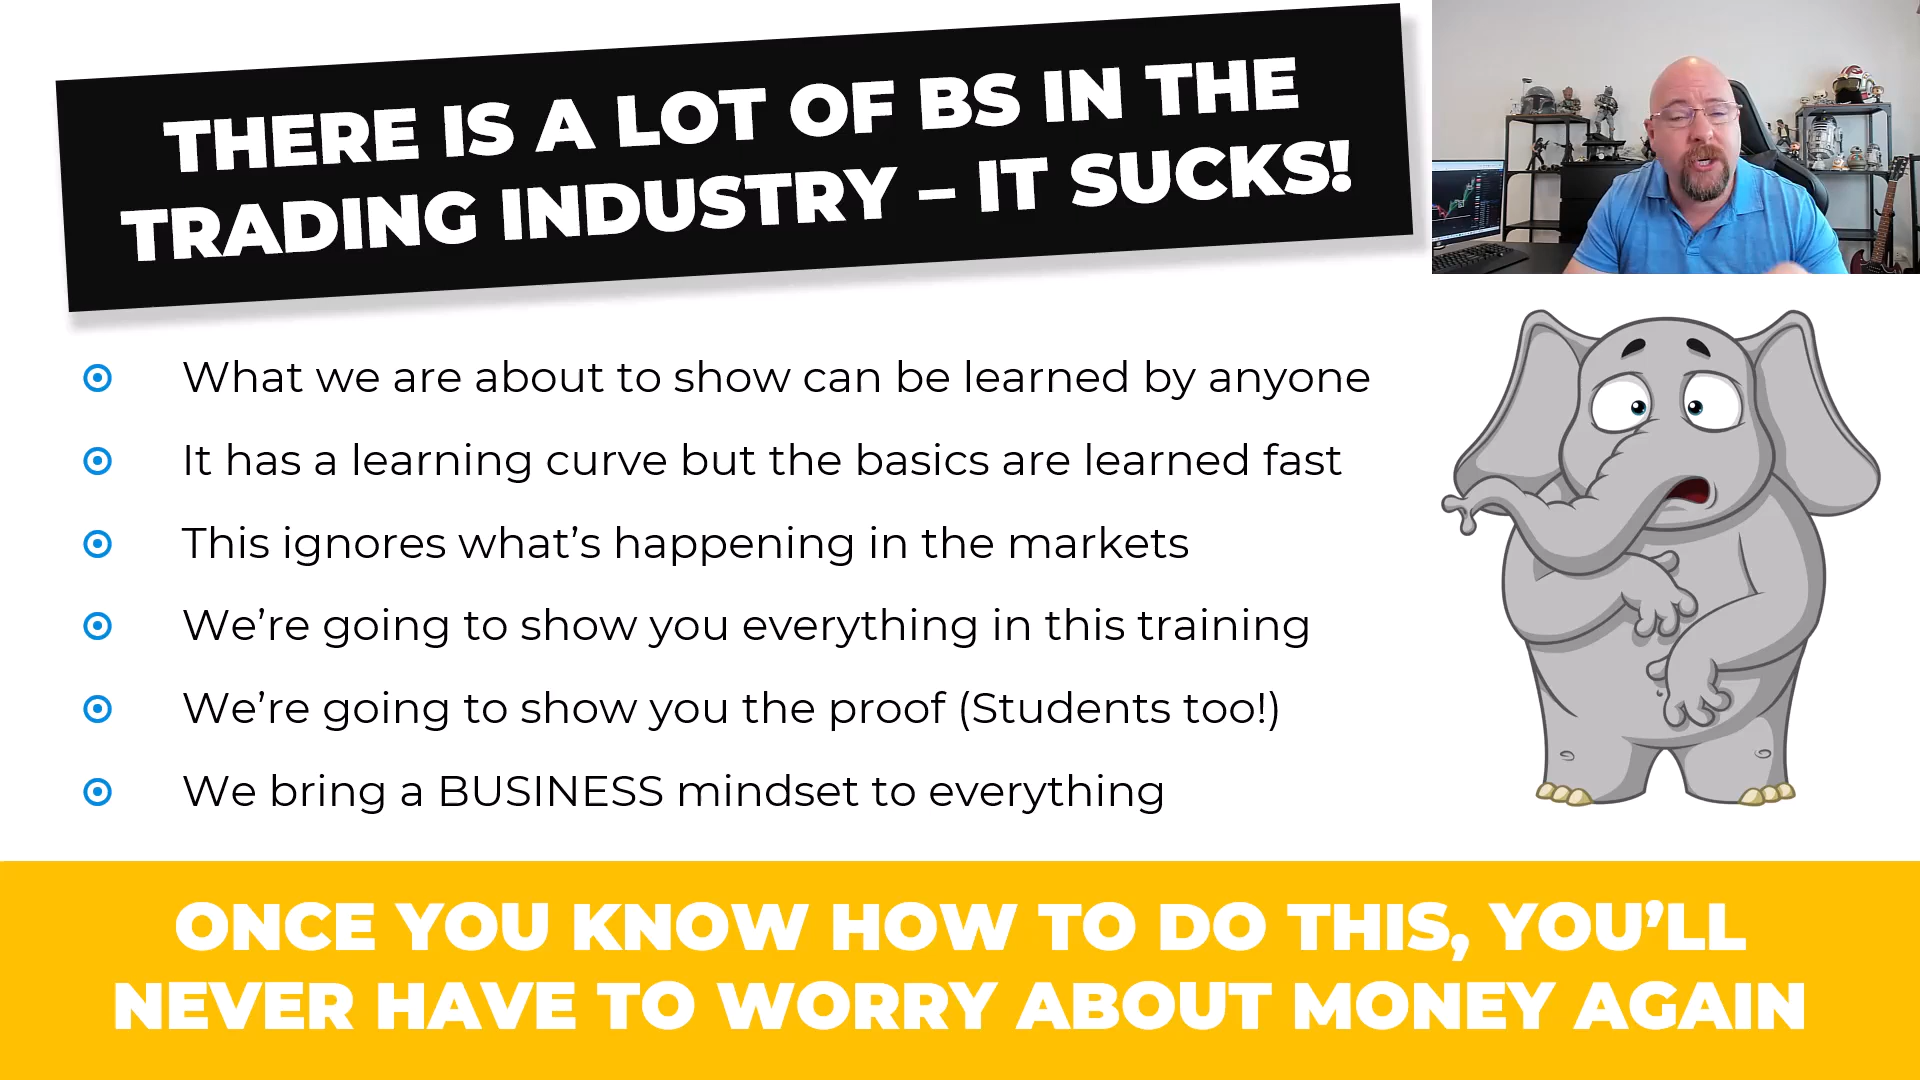 THERE IS A LOT OF BS IN THE
TRADING INDUSTRY – IT SUCKS!
What we are about to show can be learned by anyone
It has a learning curve but the basics are learned fast
This ignores what’s happening in the markets
We’re going to show you everything in this training
We’re going to show you the proof (Students too!)
We bring a BUSINESS mindset to everything
ONCE YOU KNOW HOW TO DO THIS, YOU’LL
NEVER HAVE TO WORRY ABOUT MONEY AGAIN